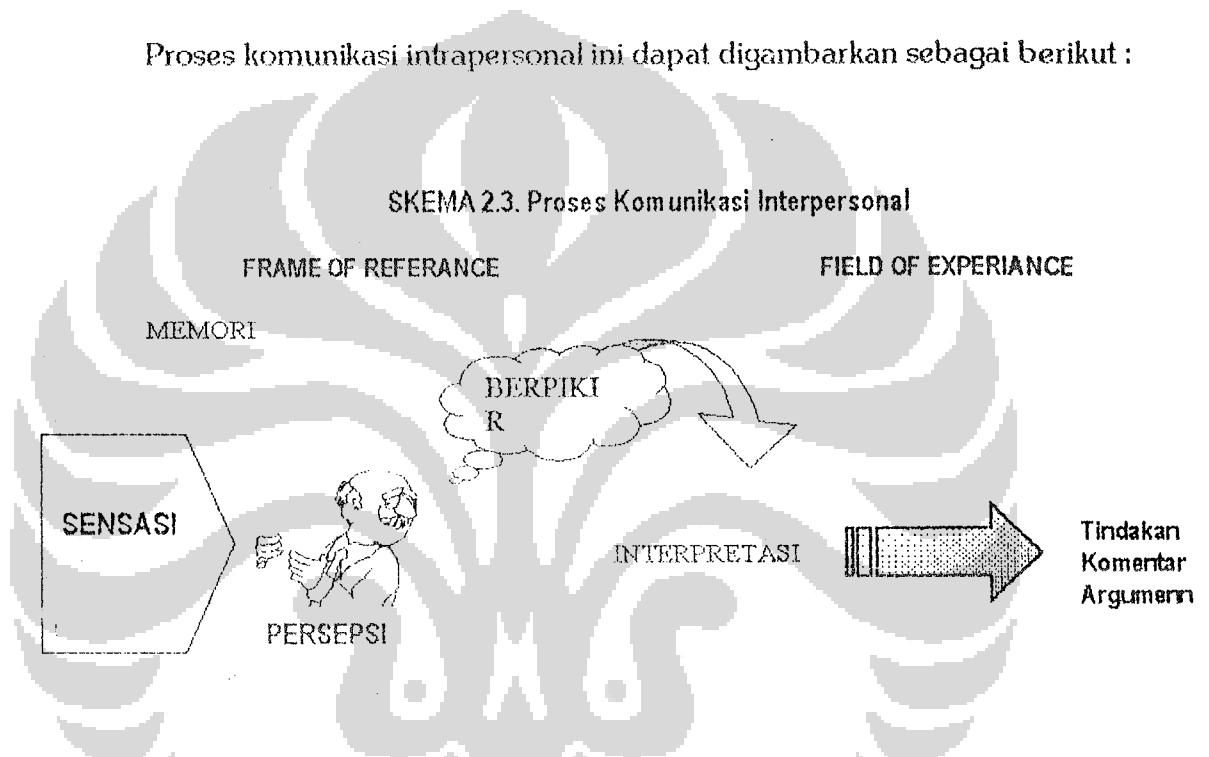 Proses komunikasi intrapersonal ini dapat digambarkan sebagai berikut :
SKEMA 2.3. Proses Komunikasi Interpersonal
FRAME OF REFERANCE
FIELD OF EXPERIANCE
MEMORI
BERPIKI
R
SENSASI
INTERPRETASI
Tindakan
Komentar
Argumenn
PERSEPSI